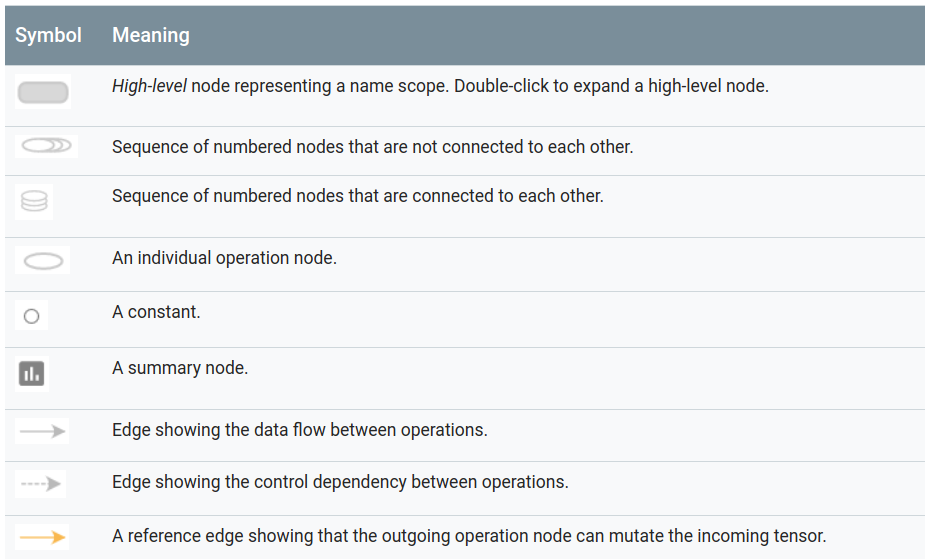 Symbol Meaning
High-level node representing a name scope. Double-click to expand a high-level node.
Sequence of numbered nodes that are not connected to each other.
Sequence of numbered nodes that are connected to each other.
An individual operation node.
A constant.
A summary node.
Edge showing the data flow between operations.
Edge showing the control dependency between operations.
A reference edge showing that the outgoing operation node can mutate the incoming tensor.